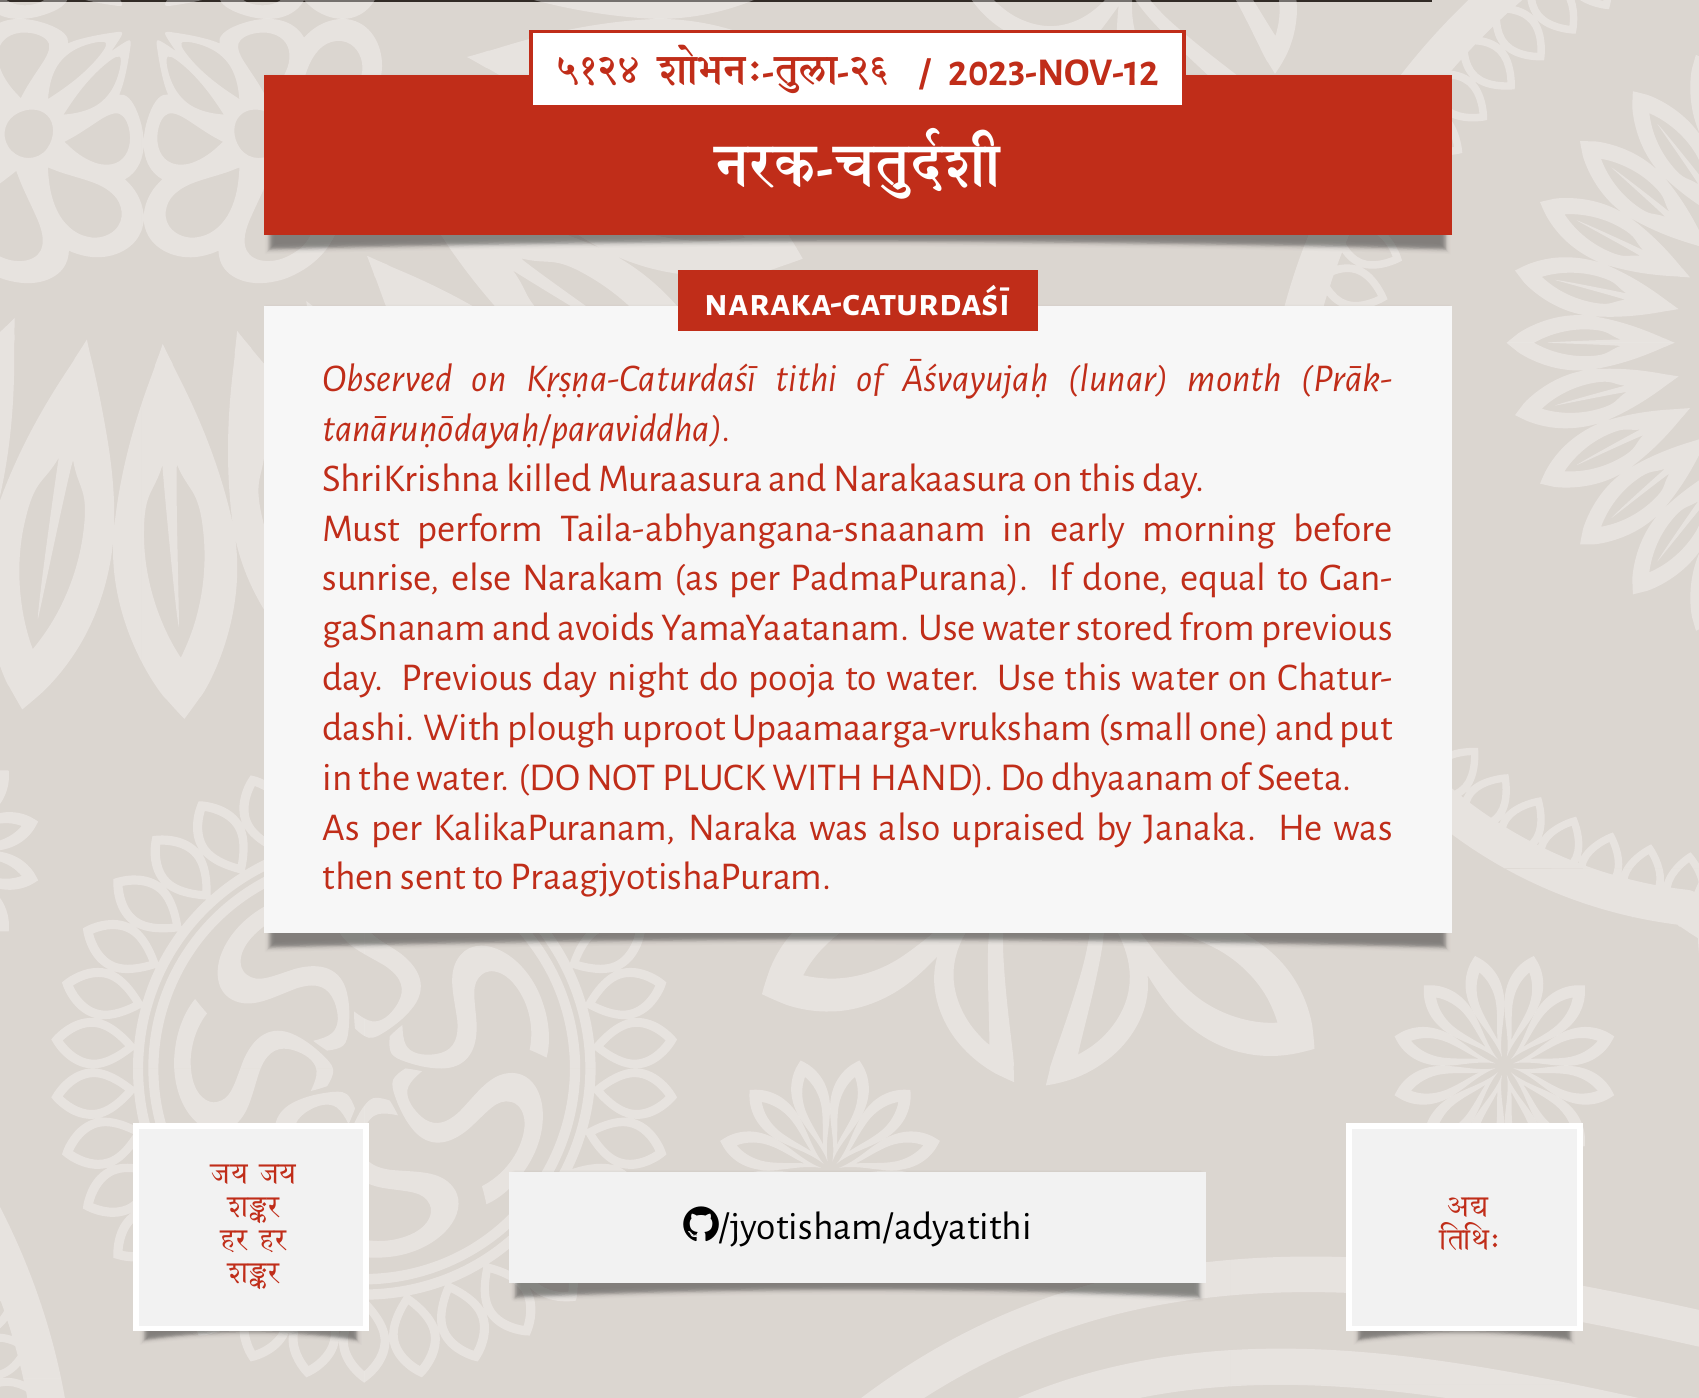 ५१२४ शोभनः-तुला-२६ / 2023-NOV-12
नरक-चतुर्दशी
NARAKA-CATURDAŚĪ
Observed on Kṛṣṇa-Caturdaśī tithi of Āśvayujaḥ (lunar) month (Prāk-
tanāruṇōdayaḥ/paraviddha).
ShriKrishna killed Muraasura and Narakaasura on this day.
Must perform Taila-abhyangana-snaanam in early morning before
sunrise, else Narakam (as per PadmaPurana). If done, equal to Gan-
gaSnanam and avoids YamaYaatanam. Use water stored from previous
day. Previous day night do pooja to water. Use this water on Chatur-
dashi. With plough uproot Upaamaarga-vruksham (small one) and put
in the water. (DO NOT PLUCK WITH HAND). Do dhyaanam of Seeta.
As per KalikaPuranam, Naraka was also upraised by Janaka. He was
then sent to PraagjyotishaPuram.
जय जय
शङ्कर
हर हर
शङ्कर
/jyotisham/adyatithi
अद्य
तिथिः